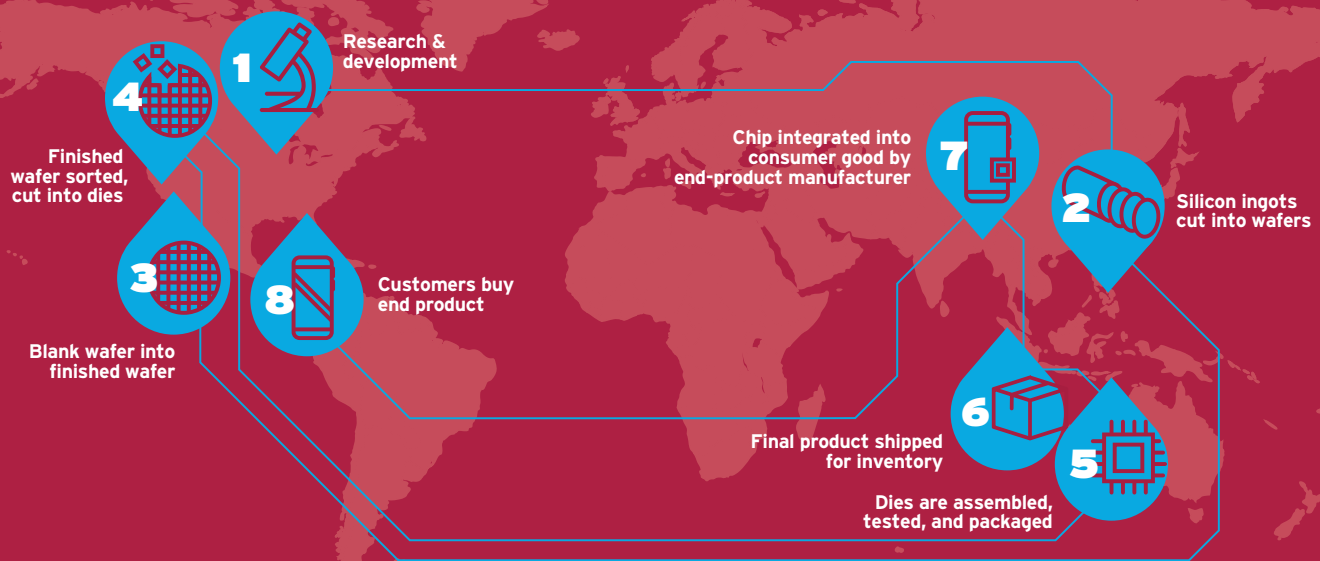 1
Research &
development
2
Silicon ingots
cut into wafers
3
Blank wafer into
finished wafer
4
Finished
wafer sorted,
cut into dies
5
Dies are assembled,
tested, and packaged
6
Final product shipped
for inventory
7
Chip integrated into
consumer good by
end-product manufacturer
8
Customers buy
end product